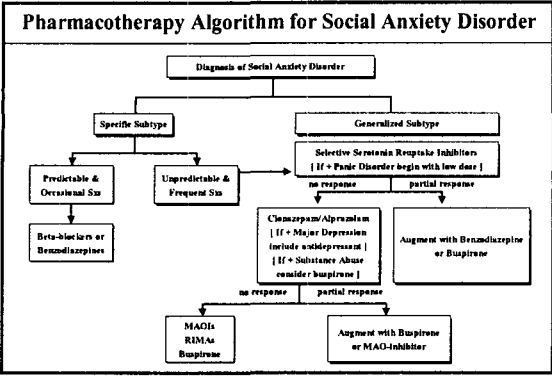 Pharmacotherapy Algorithm for Social Anxiety Disorder
Diagnosis of Social Anxiety Disorder
Specific Subtype
Generalized Subtype
Predictable &
Occasional Sxs
Unpredictable &
Frequent Sxs
Selective Serotonin Reuptake Inhibitors
[ If + Panic Disorder begin with low dose ]
no response
partial response
Beta-blockers or
Benzodiazepines
Clonazepam/Alprazolam
[ If + Major Depression
include antidepressant ]
[ If + Substance Abuse
consider buspirone ]
Augment with Benzodiazepine
or Buspirone
no response
partial response
MAOIs
RIMAs
Buspirone
Augment with Buspirone
or MAO-Inhibitor